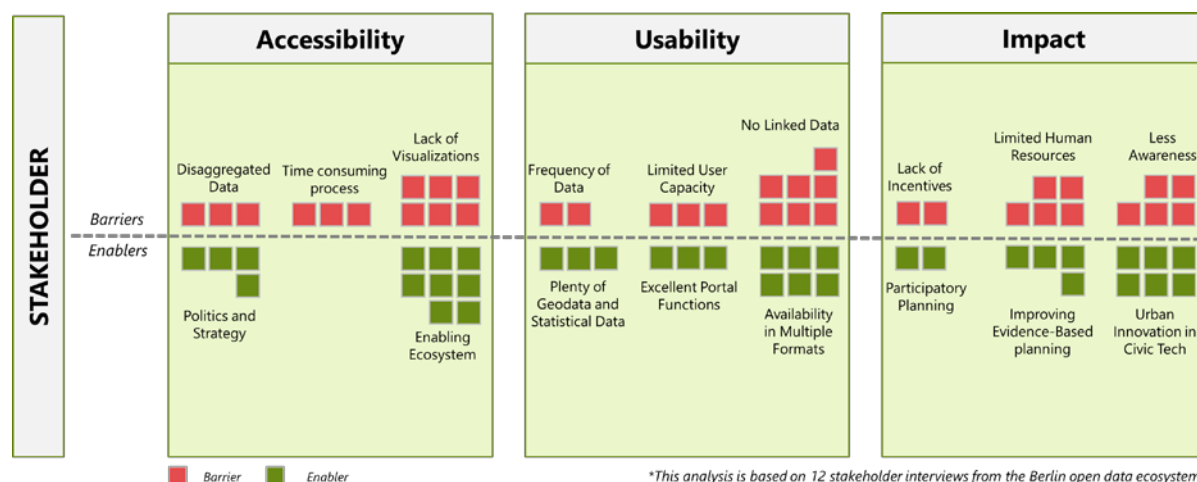 STAKEHOLDER
Accessibility
Usability
Impact
Disaggregated
Data
Time consuming
process
Lack of
Visualizations
Frequency of
Data
Limited User
Capacity
No Linked Data
Lack of
Incentives
Limited Human
Resources
Less
Awareness
Barriers
Enablers
Politics and
Strategy
Enabling
Ecosystem
Plenty of
Geodata and
Statistical Data
Excellent Portal
Functions
Availability
in Multiple
Formats
Participatory
Planning
Improving
Evidence-Based
planning
Urban
Innovation in
Civic Tech
Barrier
Enabler
*This analysis is based on 12 stakeholder interviews from the Berlin open data ecosystem